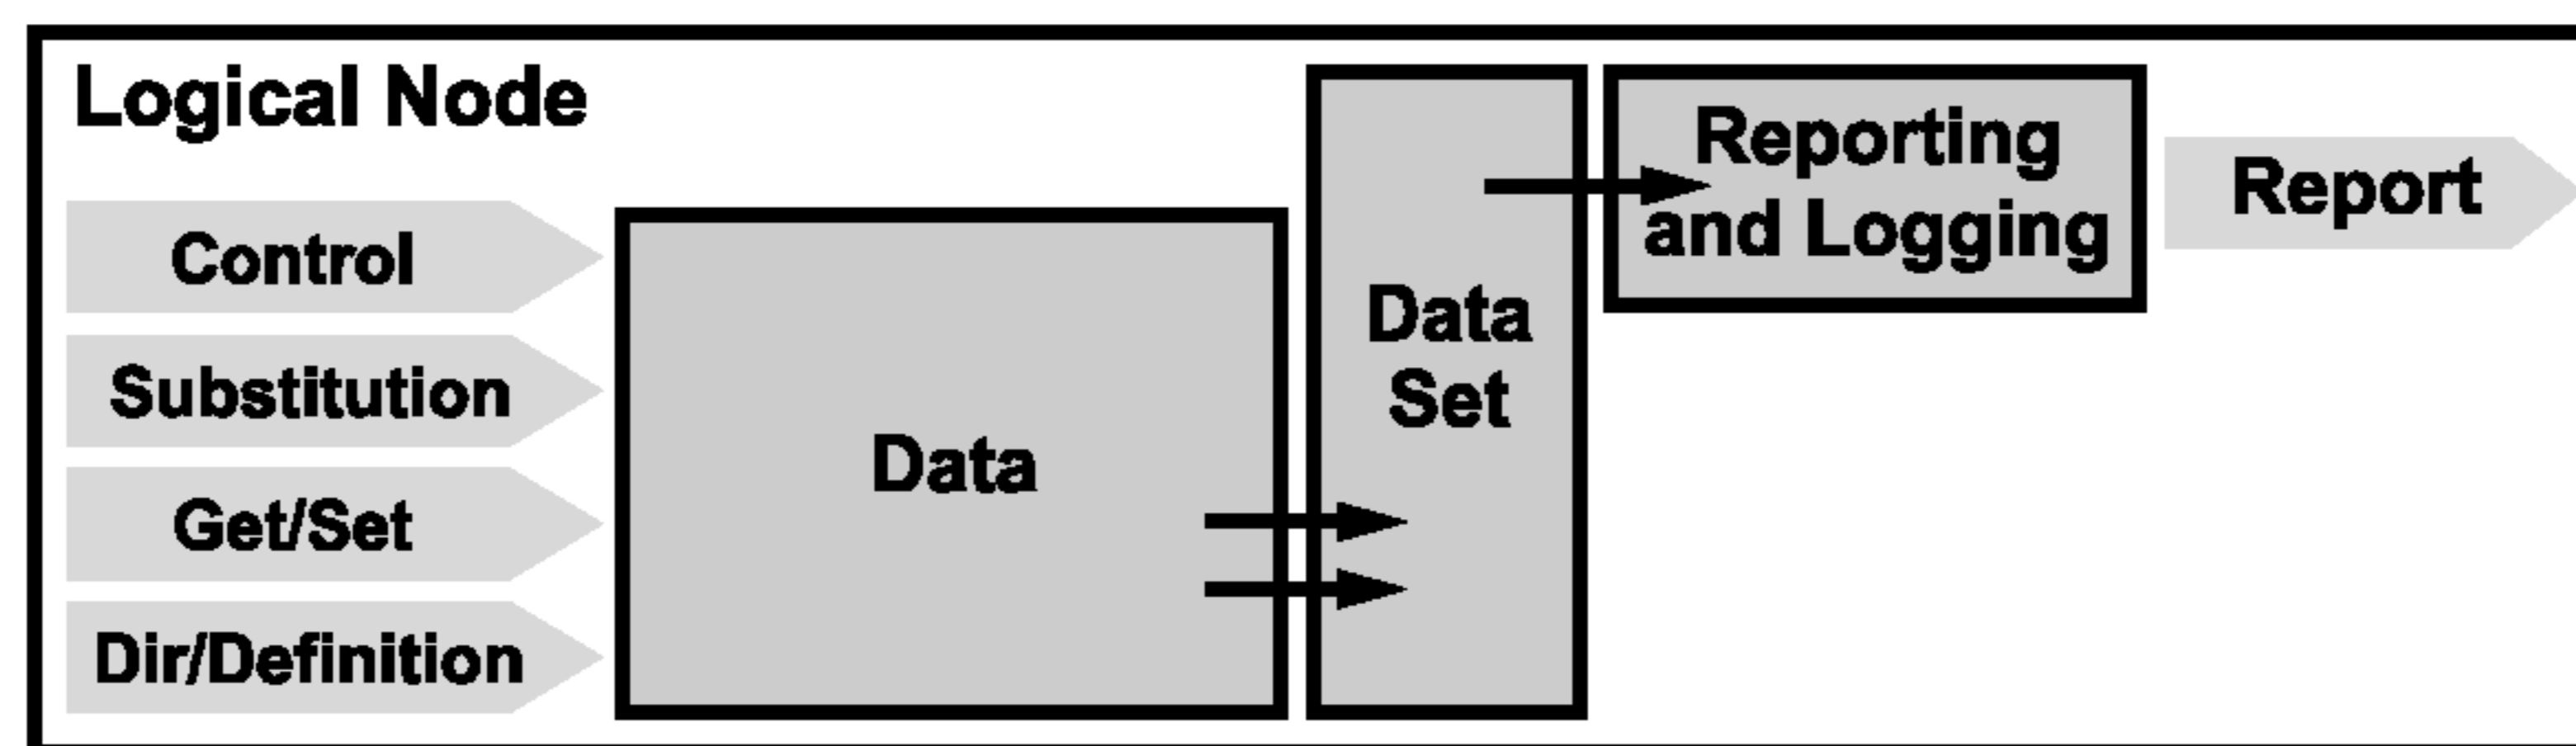 Logical Node
Control
Substitution
Get/Set
Dir/Definition
Data
Data
Set
Reporting
and Logging
Report